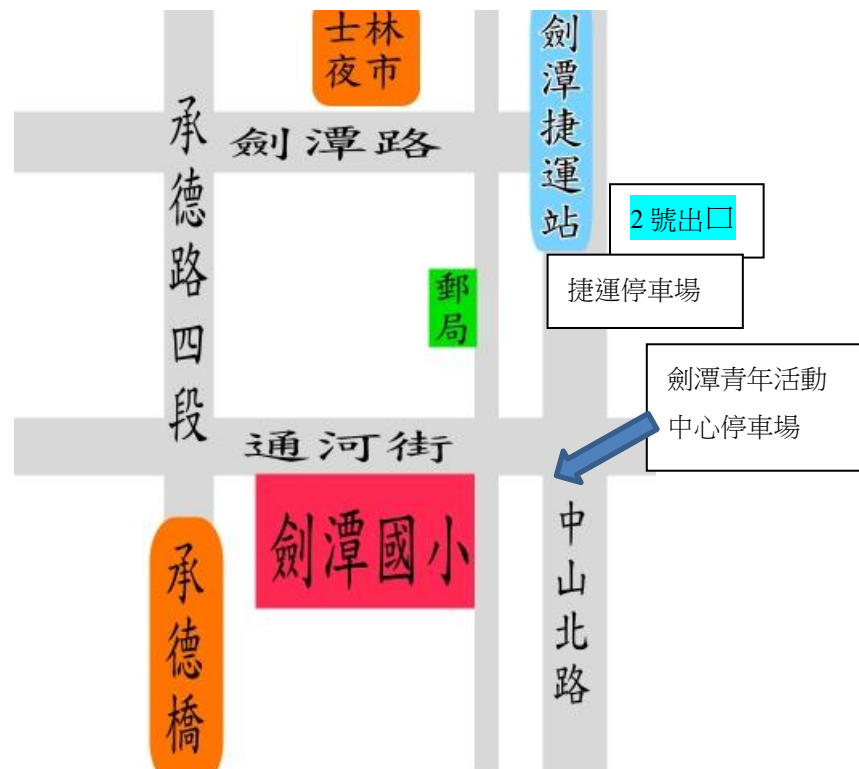 士林
夜市
劍潭捷運站
承德路四段
劍潭路
2 號出口
捷運停車場
郵局
劍潭青年活動
中心停車場
通河街
劍潭國小
中山北路
承德橋